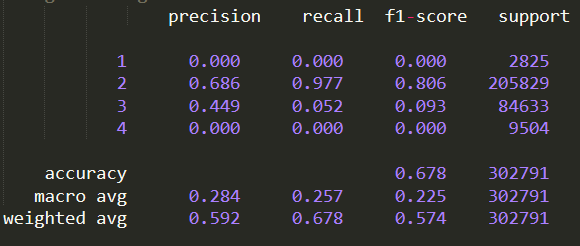 precision recall f1-score support
1 0.000 0.000 0.000 2825
2 0.686 0.977 0.806 205829
3 0.449 0.052 0.093 84633
4 0.000 0.000 0.000 9504
accuracy 0.678 302791
macro avg 0.284 0.257 0.225 302791
weighted avg 0.592 0.678 0.574 302791